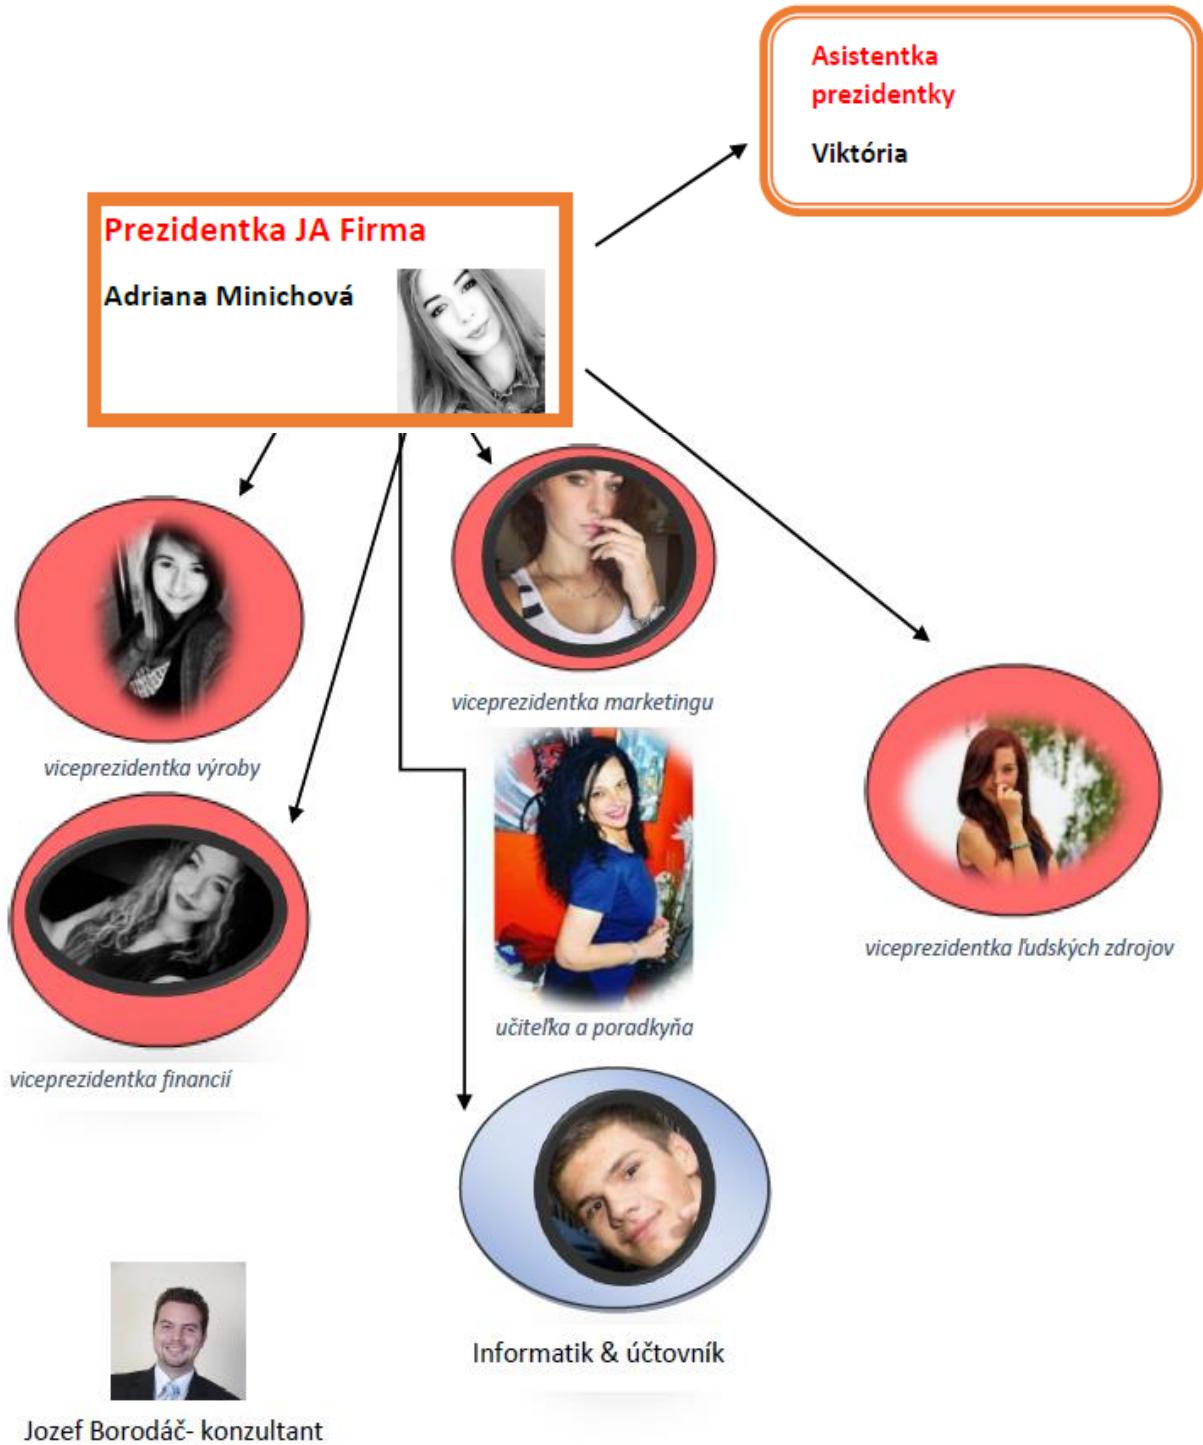 Asistentka
prezidentky
Viktória
Prezidentka JA Firma
Adriana Minichová
viceprezidentka marketingu
viceprezidentka výroby
viceprezidentka ľudských zdrojov
učiteľka a poradkyňa
viceprezidentka financií
Informatik & účtovník
Jozef Borodáč- konzultant